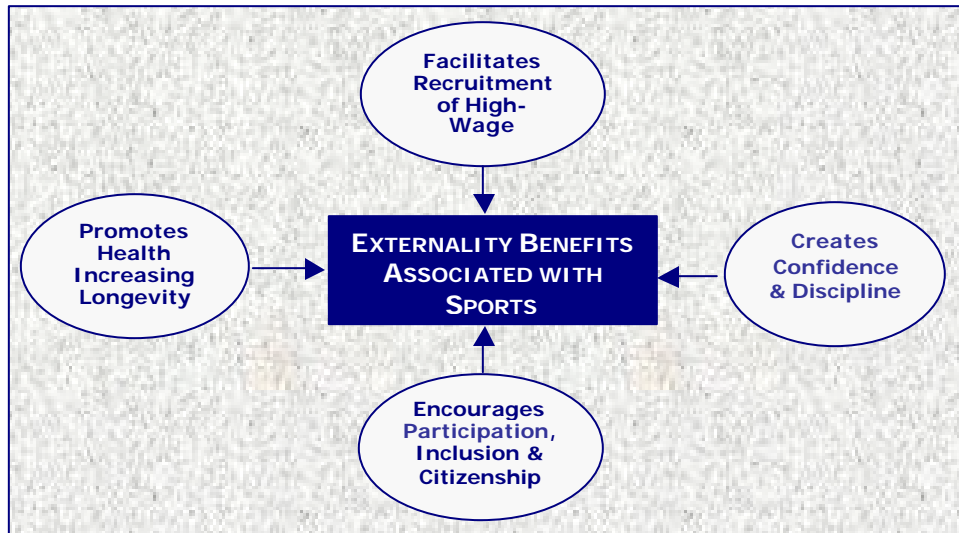 Facilitates
Recruitment
of High-
Wage
Promotes
Health
Increasing
Longevity
EXTERNALITY BENEFITS
ASSOCIATED WITH
SPORTS
Creates
Confidence
& Discipline
Encourages
Participation,
Inclusion &
Citizenship